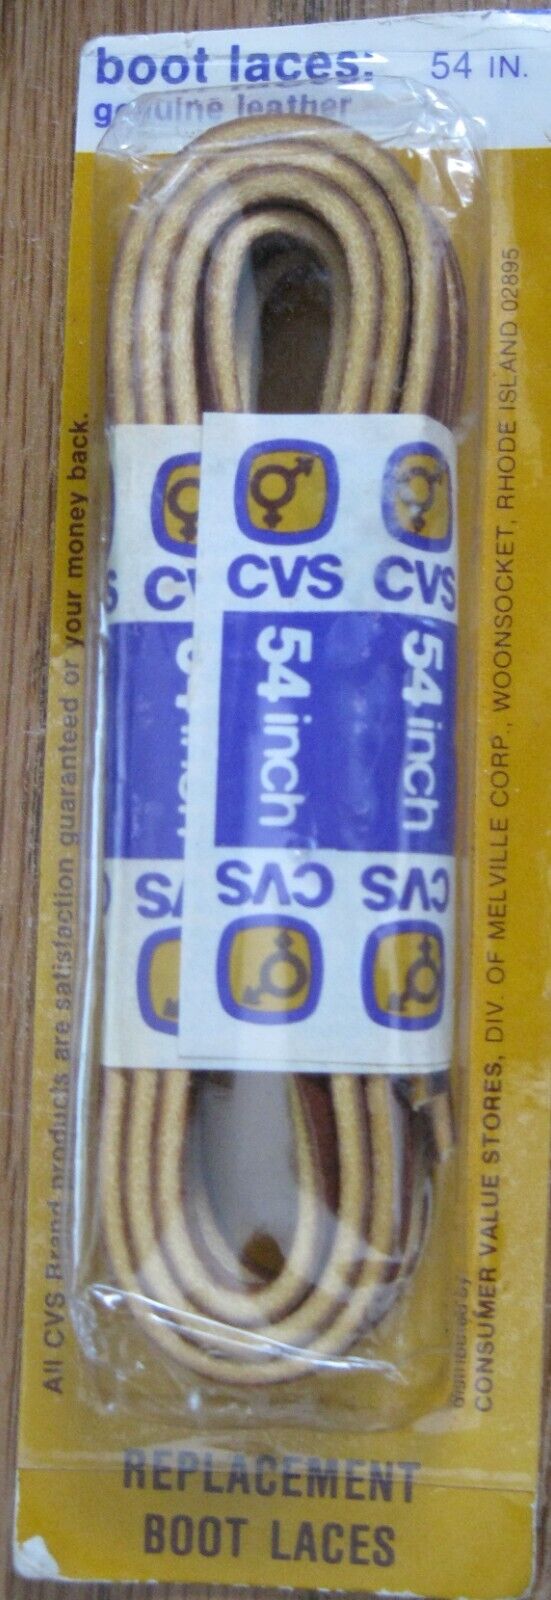 boot laces: 54 IN.
genuine leather
CVS CVS
54 inch 54 inch
CVS CVS
All CVS Brand products are satisfaction guaranteed or your money back.
distributed by
CONSUMER VALUE STORES, DIV. OF MELVILLE CORP., WOONSOCKET, RHODE ISLAND 02895
REPLACEMENT
BOOT LACES